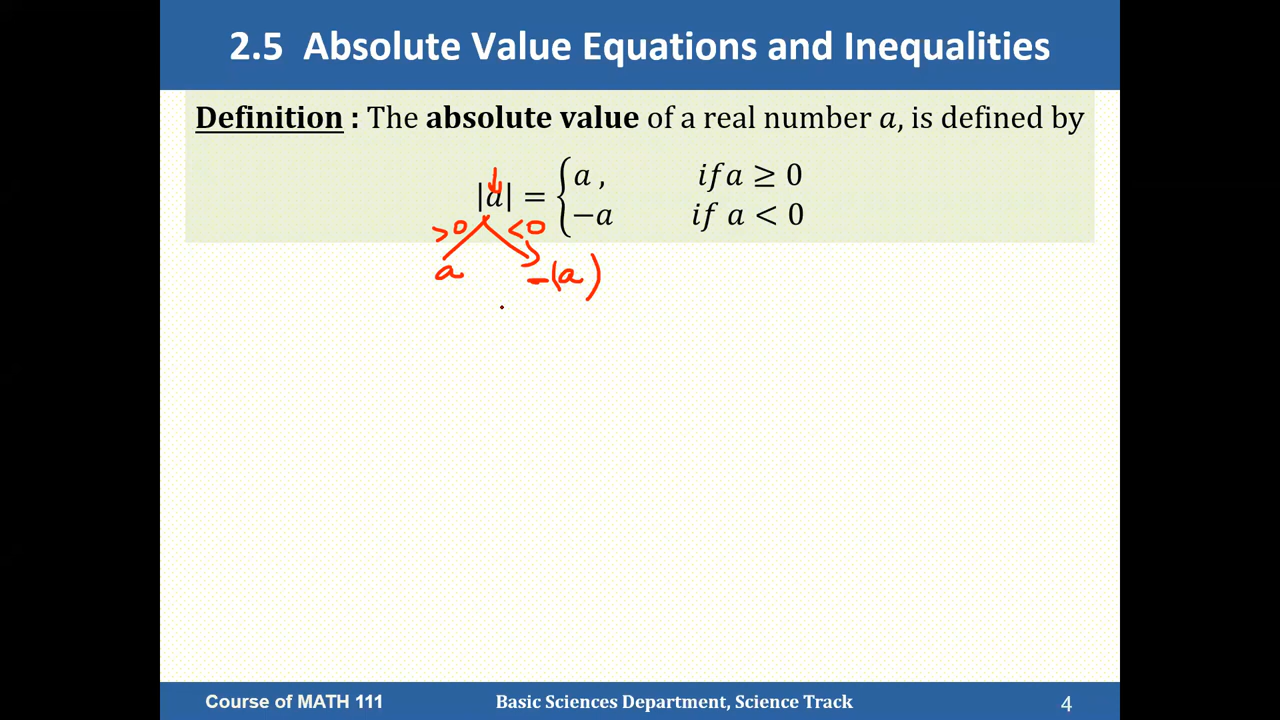 2.5 Absolute Value Equations and Inequalities
Definition : The absolute value of a real number a, is defined by
|a| = { a , if a ≥ 0
−a if a < 0
>0 <0
a −(a)
Course of MATH 111 Basic Sciences Department, Science Track 4